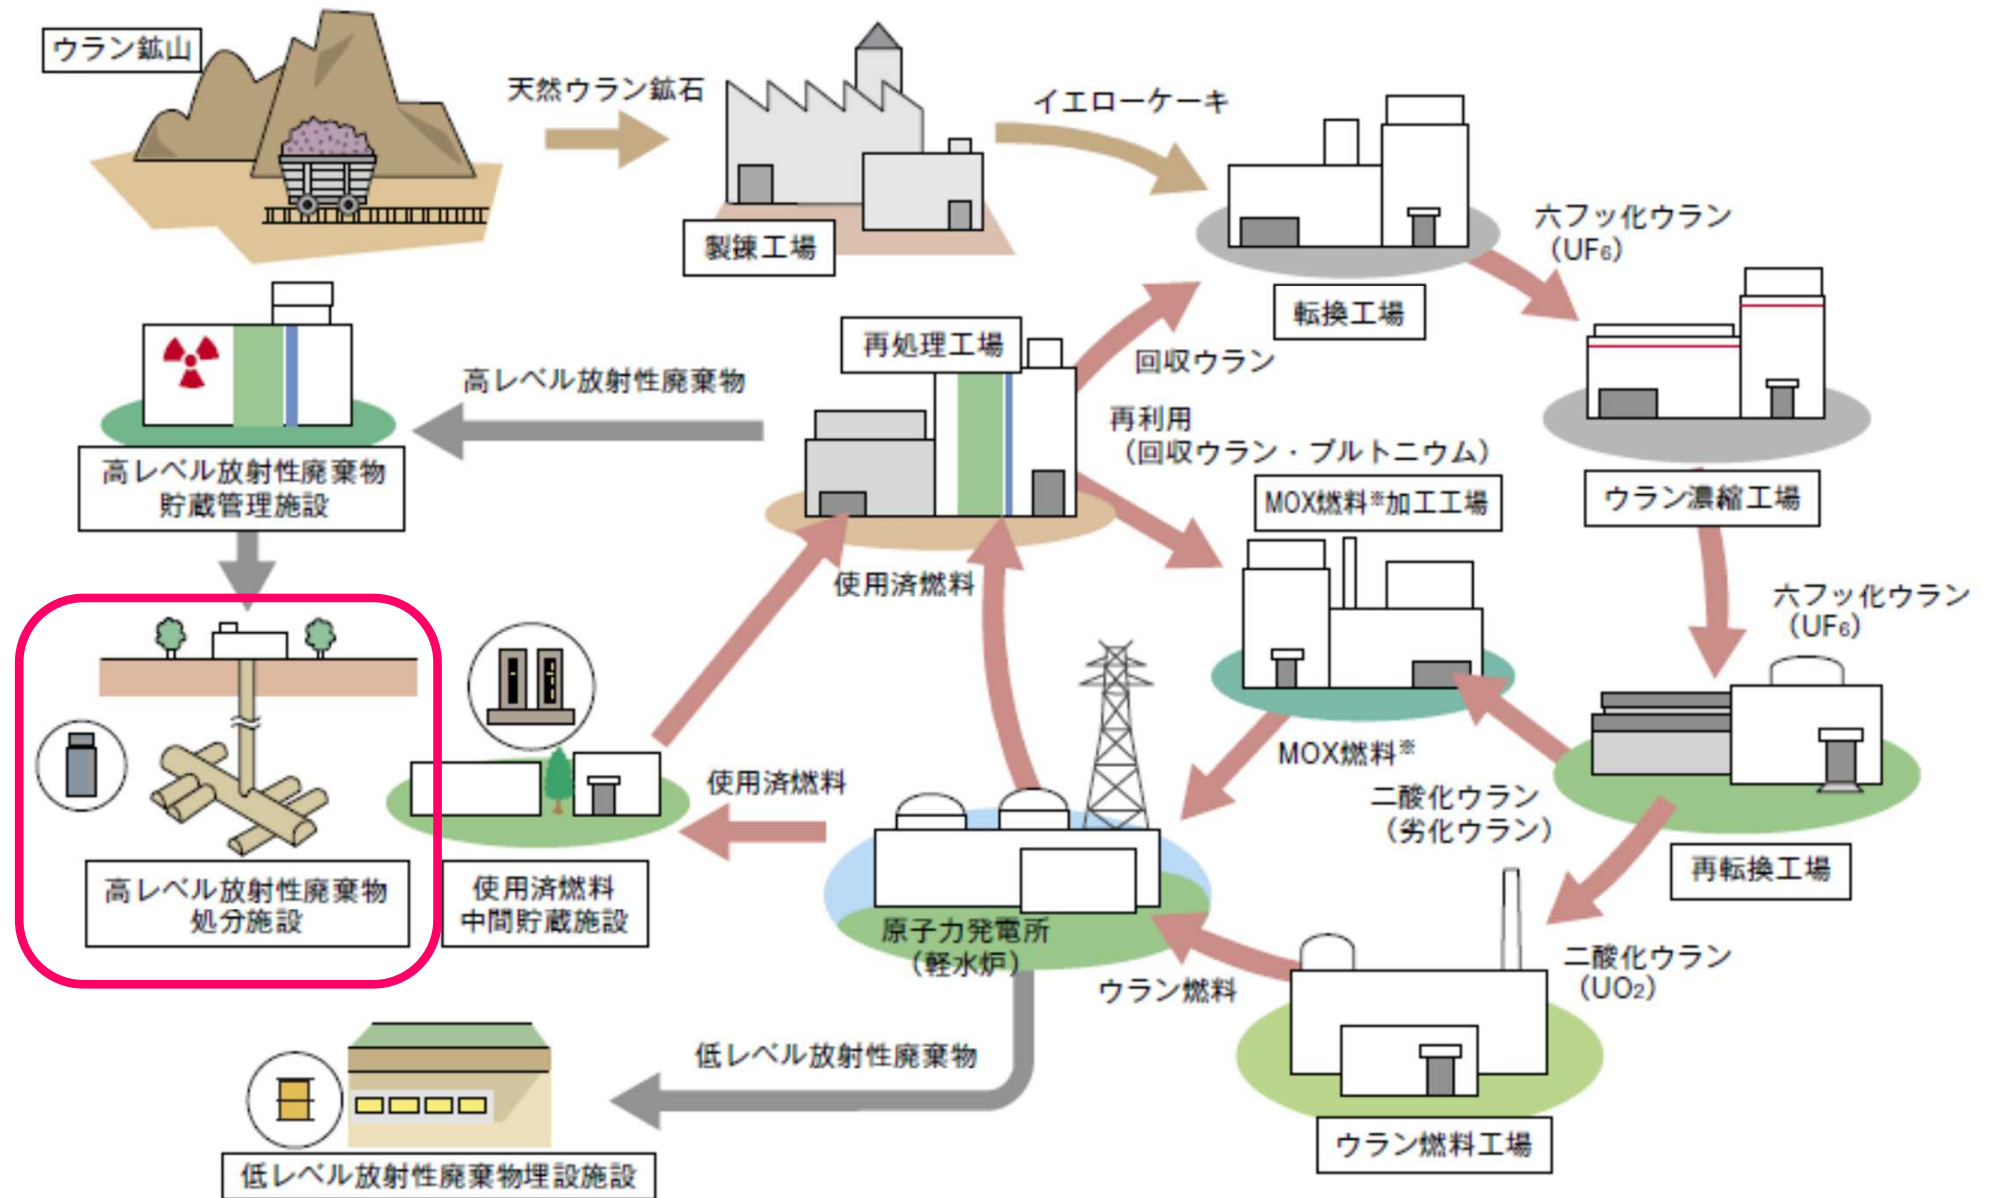 ウラン鉱山
天然ウラン鉱石
イエローケーキ
製錬工場
六フッ化ウラン
(UF₆)
転換工場
再処理工場
回収ウラン
高レベル放射性廃棄物
再利用
(回収ウラン・プルトニウム)
高レベル放射性廃棄物
貯蔵管理施設
MOX燃料※加工工場
ウラン濃縮工場
使用済燃料
六フッ化ウラン
(UF₆)
MOX燃料※
使用済燃料
二酸化ウラン
(劣化ウラン)
再転換工場
高レベル放射性廃棄物
処分施設
使用済燃料
中間貯蔵施設
原子力発電所
(軽水炉)
ウラン燃料
二酸化ウラン
(UO₂)
低レベル放射性廃棄物
ウラン燃料工場
低レベル放射性廃棄物埋設施設